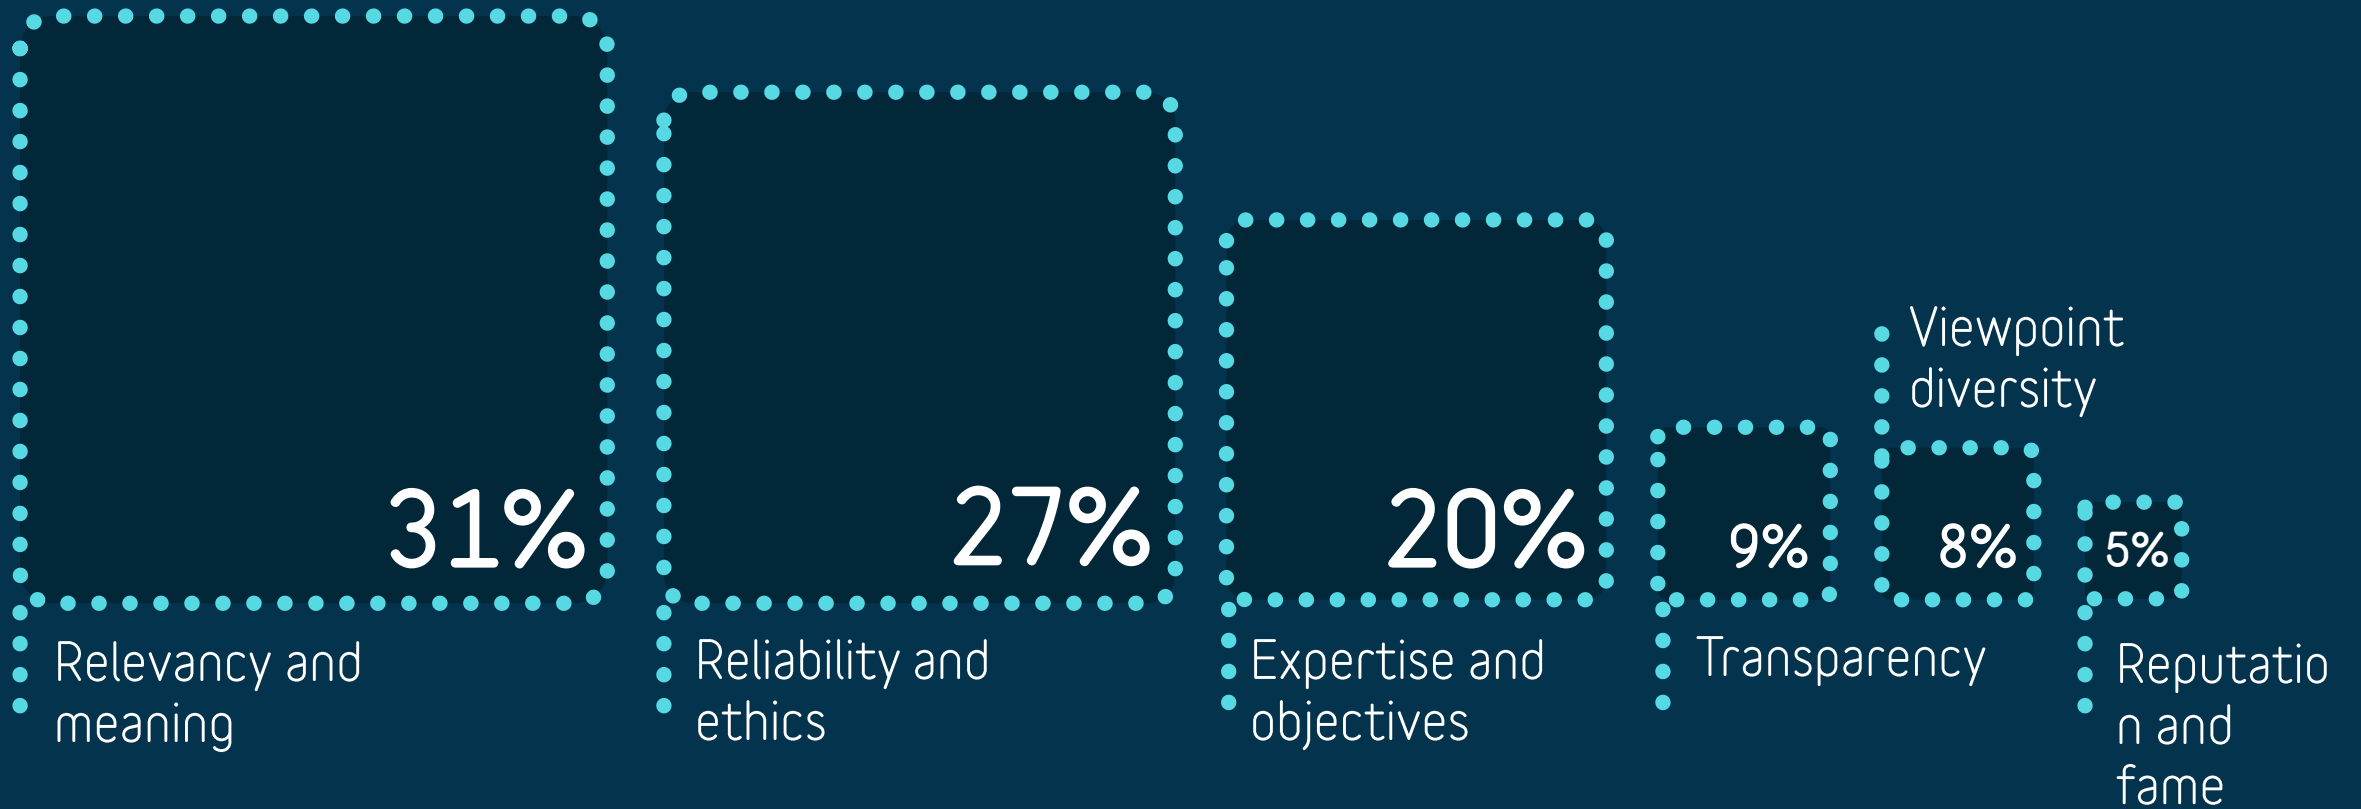 31%
Relevancy and
meaning
27%
Reliability and
ethics
20%
Expertise and
objectives
9%
Transparency
Viewpoint
diversity
8%
5%
Reputatio
n and
fame